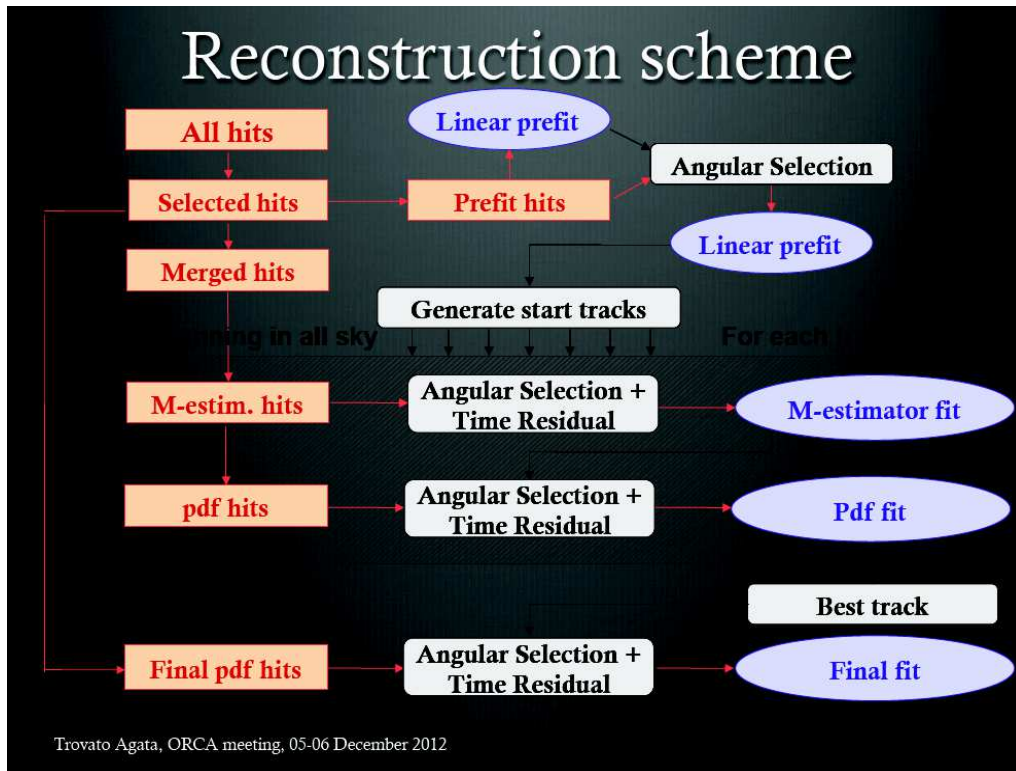 Reconstruction scheme
All hits
Linear prefit
Angular Selection
Selected hits
Prefit hits
Linear prefit
Merged hits
Generate start tracks
in all sky
For each
M-estim. hits
Angular Selection +
Time Residual
M-estimator fit
pdf hits
Angular Selection +
Time Residual
Pdf fit
Best track
Final pdf hits
Angular Selection +
Time Residual
Final fit
Trovato Agata, ORCA meeting, 05-06 December 2012